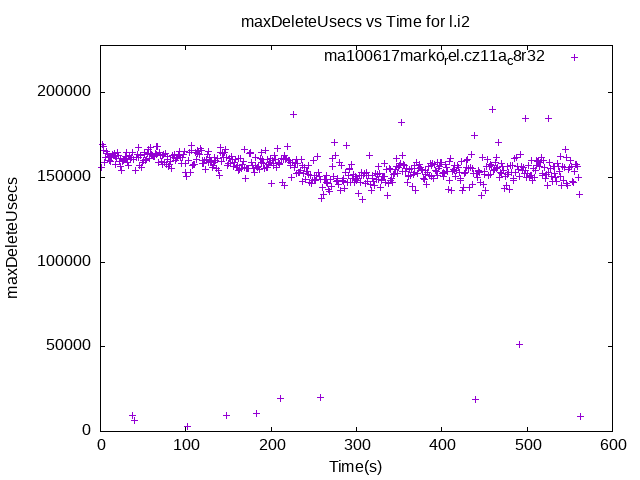 maxDeleteUsecs vs Time for l.i2
ma100617markorel.cz11ac8r32
200000
150000
100000
50000
0
maxDeleteUsecs
0 100 200 300 400 500 600
Time(s)